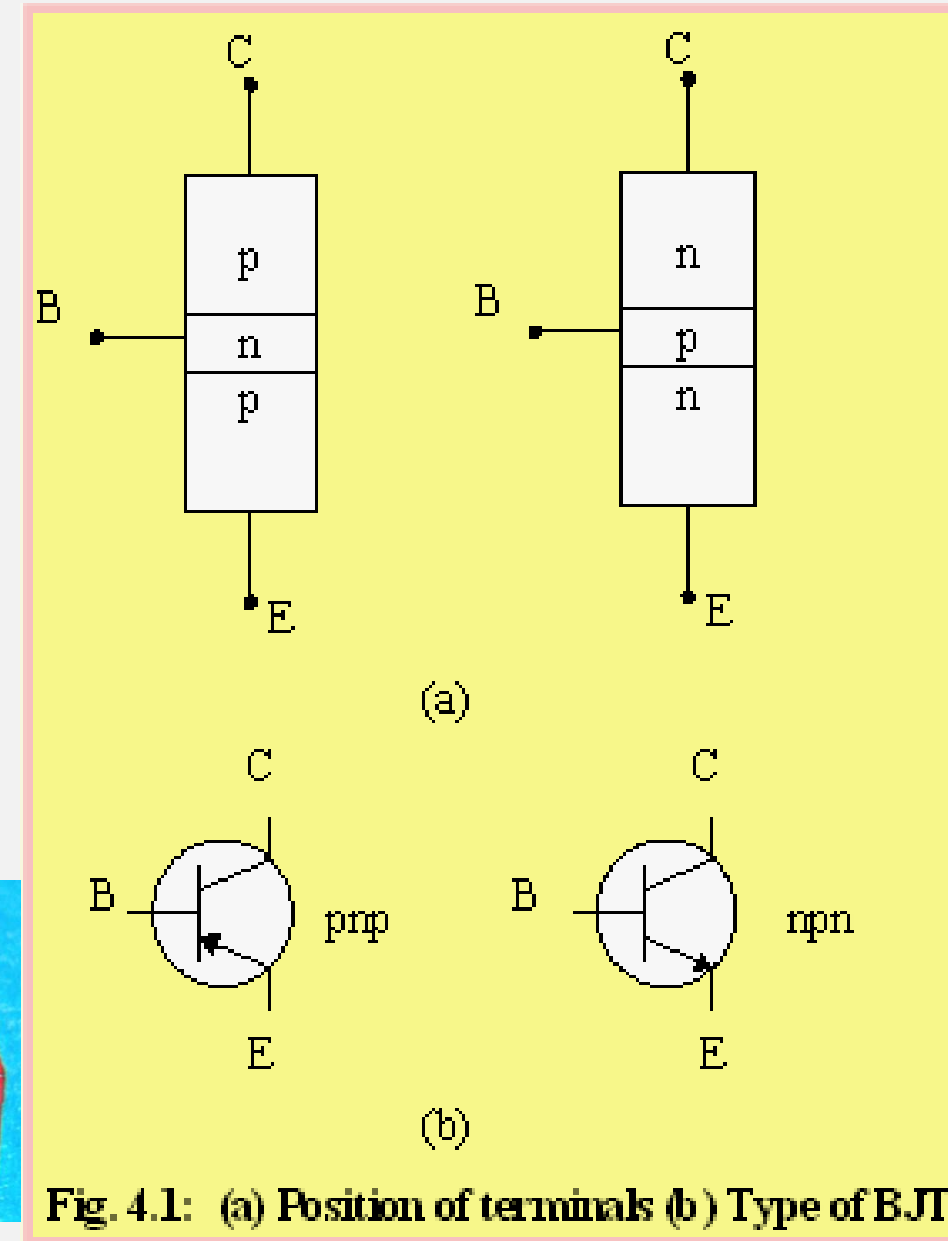 C C
p n
B B
n p
p n
E E
(a)
C C
B pnp B npn
E E
(b)
Fig. 4.1: (a) Position of terminals (b) Type of BJT